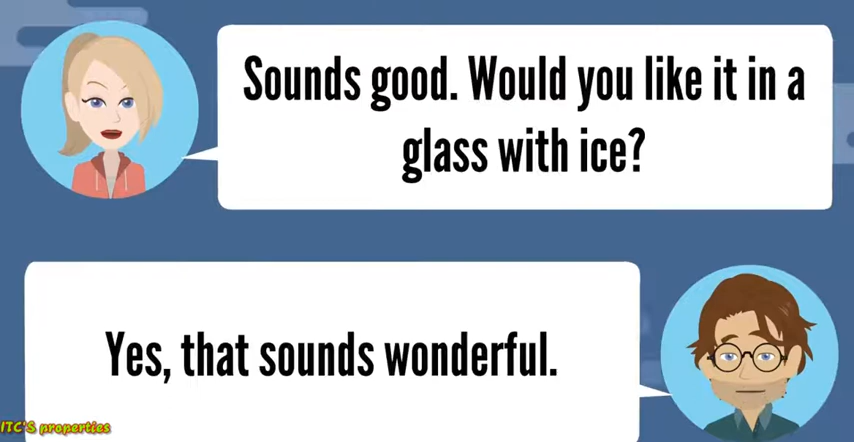 Sounds good. Would you like it in a
glass with ice?
Yes, that sounds wonderful.
ITC'S properties